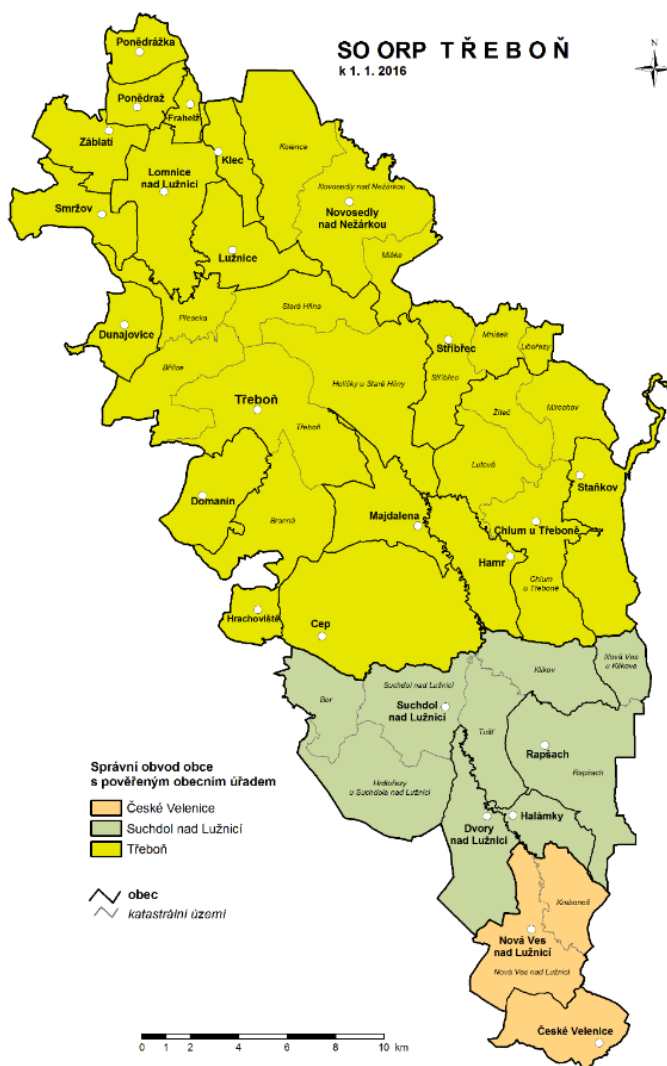 SO ORP TŘEBOŇ
k 1. 1. 2016
N
Ponědrážka
Ponědraž
Frahelž
Záblatí
Klec
Kolence
Lomnice
nad Lužnicí
Novosedly nad Nežárkou
Novosedly
nad Nežárkou
Smržov
Lužnice
Mláka
Stará Hlína
Přeseka
Dunajovice
Stříbřec
Mníšek
Libořezy
Břilice
Holičky u Staré Hlíny
Stříbřec
Třeboň
Žíteč
Mirochov
Třeboň
Lutová
Staňkov
Domanín
Branná
Majdalena
Chlum u Třeboně
Hamr
Chlum
u Třeboně
Hrachoviště
Cep
Nová Ves
u Klikova
Klikov
Bor
Suchdol nad Lužnicí
Suchdol
nad Lužnicí
Tušť
Rapšach
Rapšach
Hrdlořezy
u Suchdola nad Lužnicí
Halámky
Dvory
nad Lužnicí
Krabonoš
Nová Ves
nad Lužnicí
Nová Ves nad Lužnicí
České Velenice
Správní obvod obce
s pověřeným obecním úřadem
České Velenice
Suchdol nad Lužnicí
Třeboň
obec
katastrální území
0 1 2 4 6 8 10
km